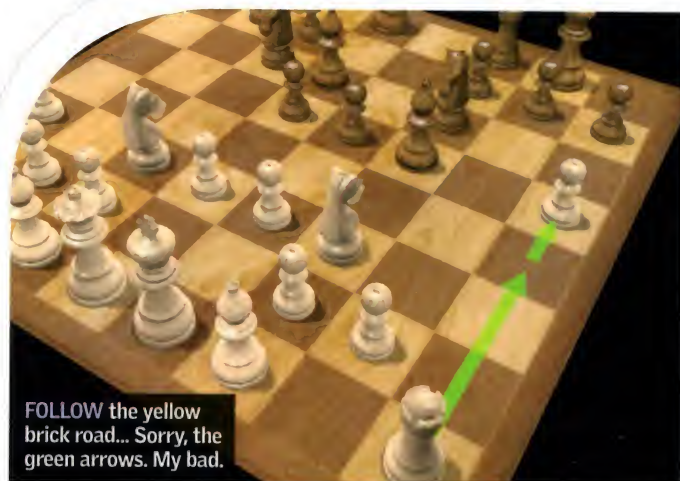 FOLLOW the yellow
brick road... Sorry, the
green arrows. My bad.